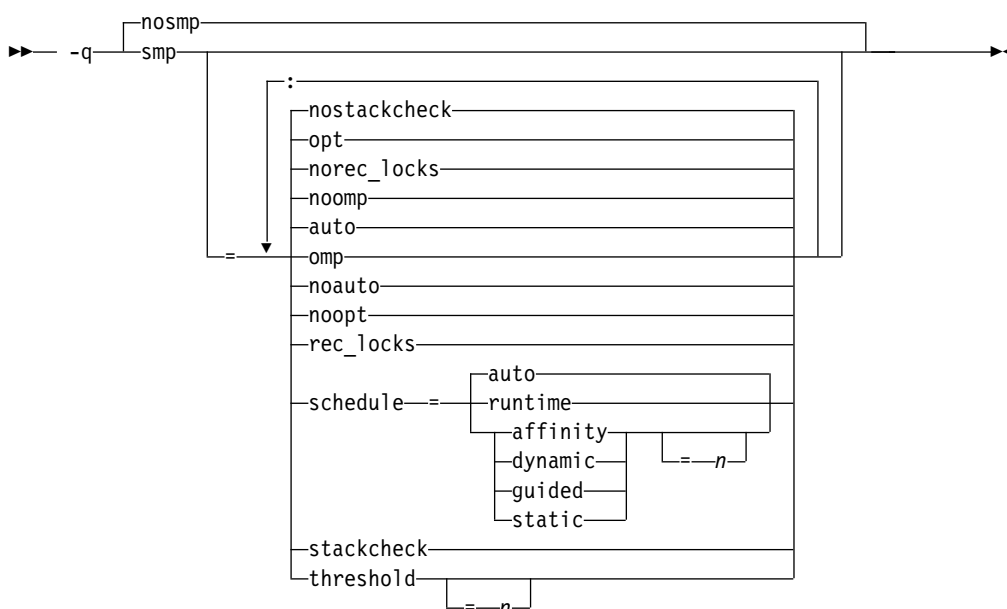 nosmp
-q smp
:
nostackcheck
opt
norec_locks
noomp
auto
= omp
noauto
noopt
rec_locks
auto
schedule = runtime
affinity
= n
dynamic
guided
static
stackcheck
threshold
= n